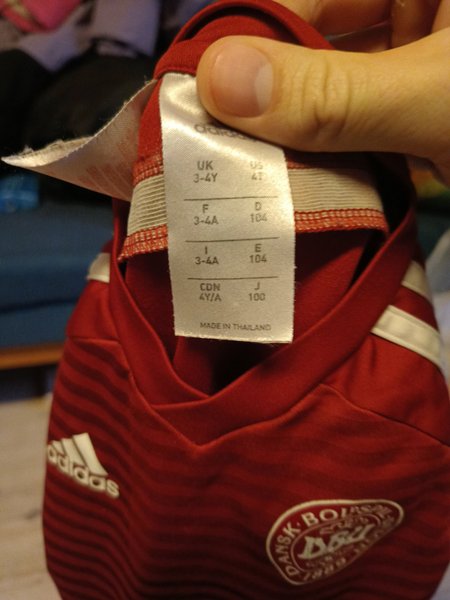 adidas
UK US
3-4Y 4T
F D
3-4A 104
I E
3-4A 104
CDN J
4Y/A 100
MADE IN THAILAND
adidas
DANSK BOLDSPIL
DBU
1889